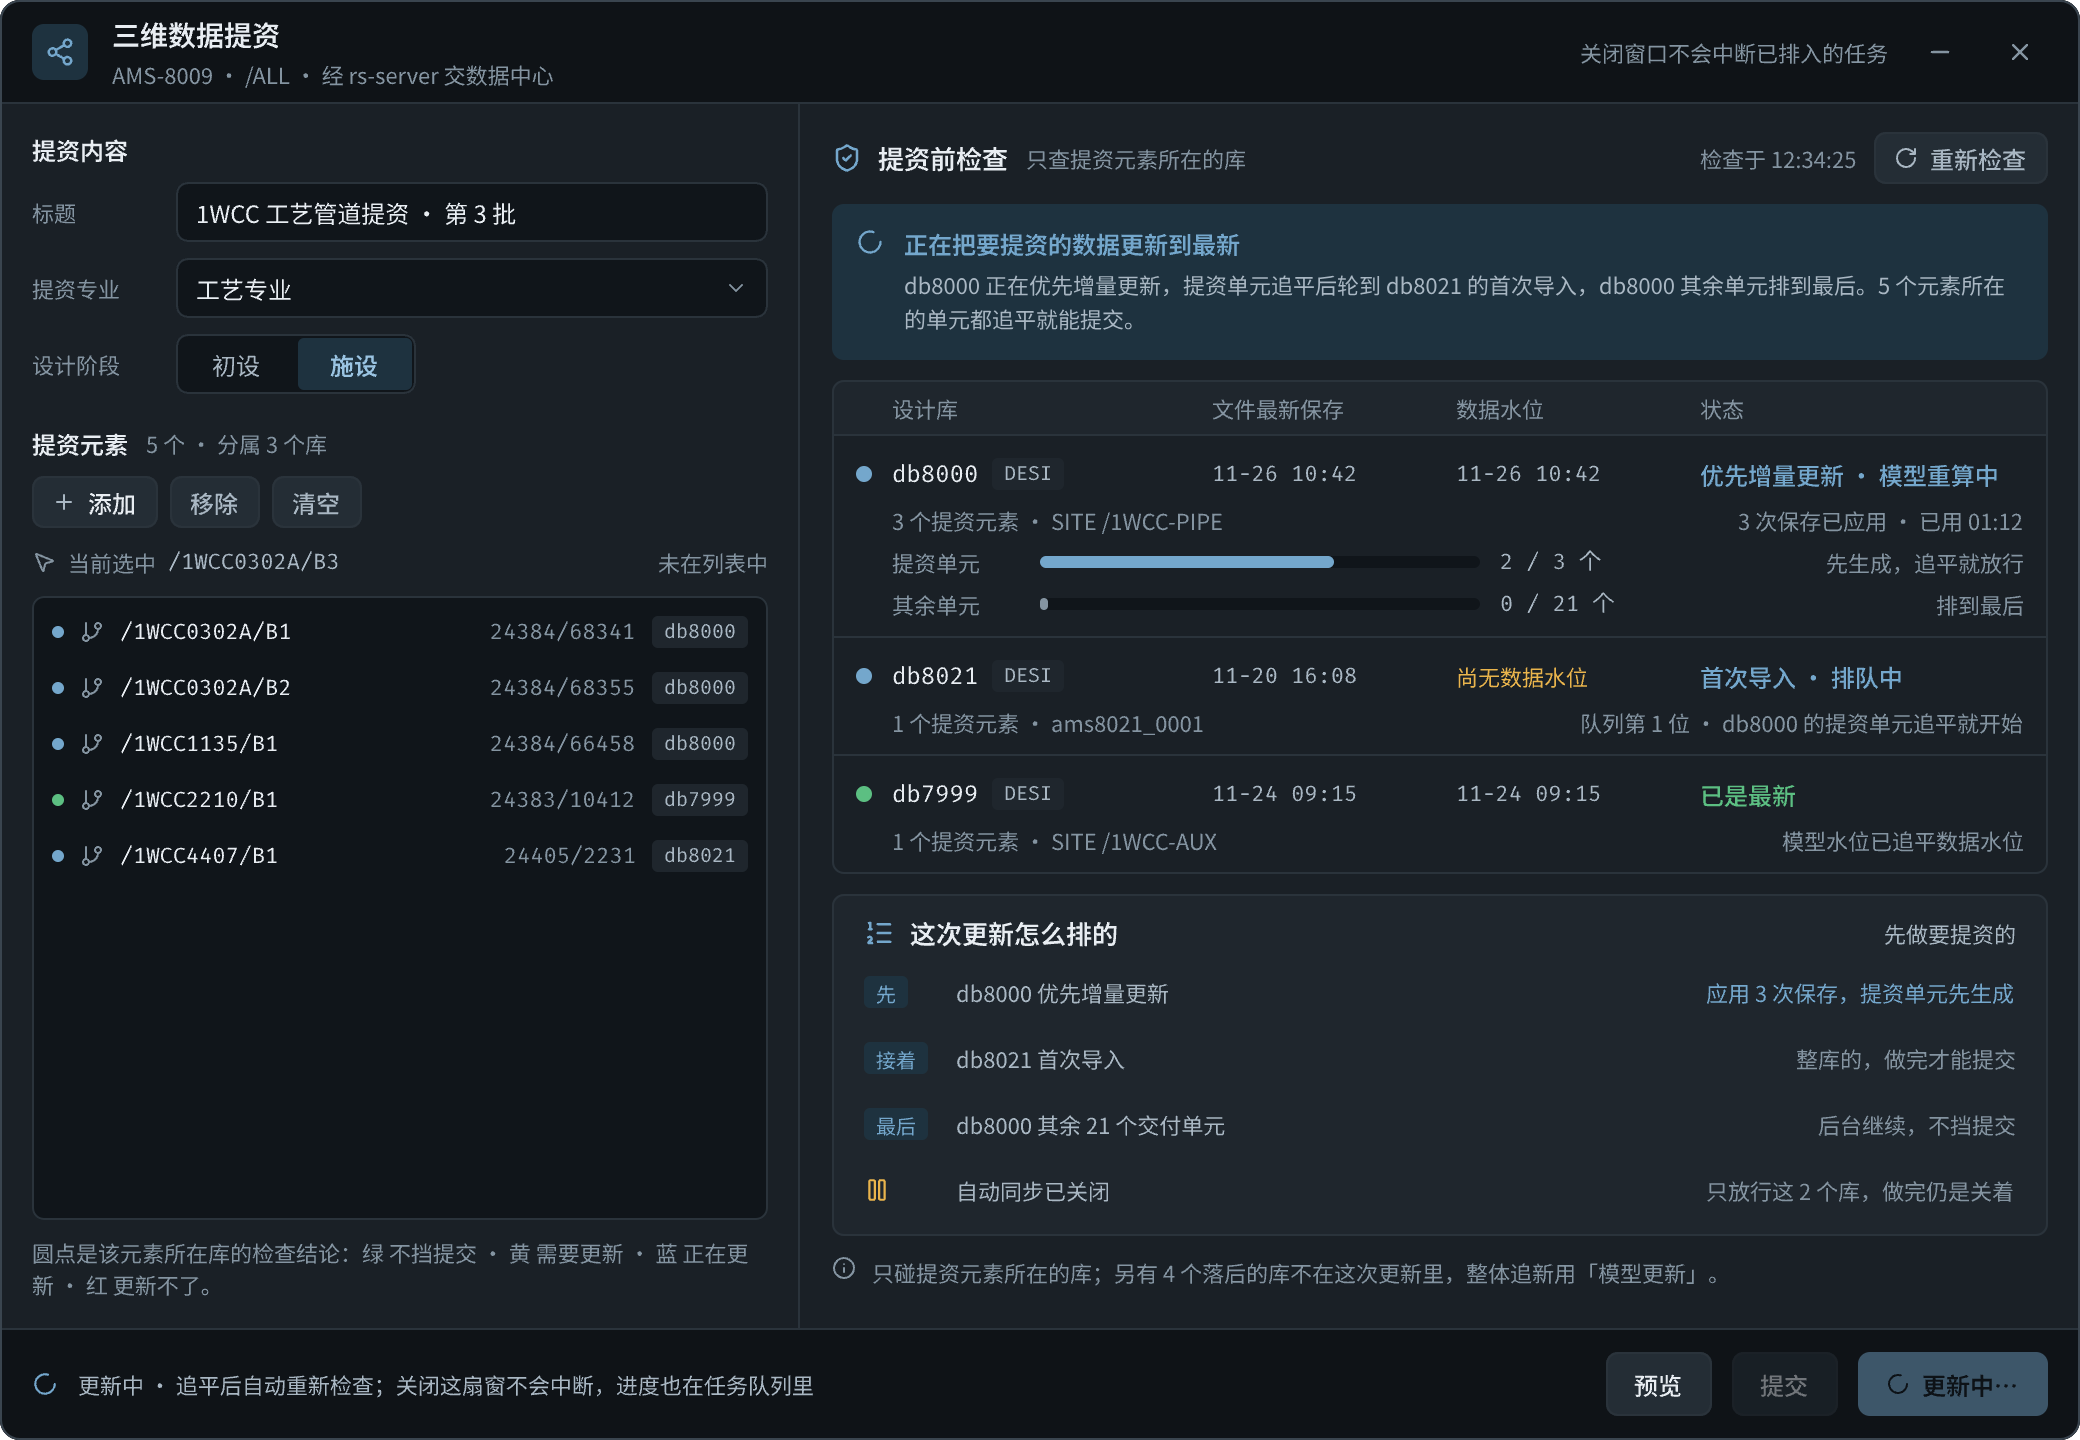 三维数据提资
AMS-8009 · /ALL · 经 rs-server 交数据中心
关闭窗口不会中断已排入的任务
提资内容
标题
1WCC 工艺管道提资 · 第 3 批
提资专业
工艺专业
设计阶段
初设
施设
提资元素 5 个 · 分属 3 个库
添加
移除
清空
当前选中 /1WCC0302A/B3
未在列表中
/1WCC0302A/B1 24384/68341 db8000
/1WCC0302A/B2 24384/68355 db8000
/1WCC1135/B1 24384/66458 db8000
/1WCC2210/B1 24383/10412 db7999
/1WCC4407/B1 24405/2231 db8021
圆点是该元素所在库的检查结论：绿 不挡提交 · 黄 需要更新 · 蓝 正在更
新 · 红 更新不了。
提资前检查 只查提资元素所在的库
检查于 12:34:25
重新检查
正在把要提资的数据更新到最新
db8000 正在优先增量更新，提资单元追平后轮到 db8021 的首次导入，db8000 其余单元排到最后。5 个元素所在
的单元都追平就能提交。
设计库 文件最新保存 数据水位 状态
db8000 DESI 11-26 10:42 11-26 10:42 优先增量更新 · 模型重算中
3 个提资元素 · SITE /1WCC-PIPE 3 次保存已应用 · 已用 01:12
提资单元 2 / 3 个 先生成，追平就放行
其余单元 0 / 21 个 排到最后
db8021 DESI 11-20 16:08 尚无数据水位 首次导入 · 排队中
1 个提资元素 · ams8021_0001 队列第 1 位 · db8000 的提资单元追平就开始
db7999 DESI 11-24 09:15 11-24 09:15 已是最新
1 个提资元素 · SITE /1WCC-AUX 模型水位已追平数据水位
这次更新怎么排的 先做要提资的
先 db8000 优先增量更新 应用 3 次保存，提资单元先生成
接着 db8021 首次导入 整库的，做完才能提交
最后 db8000 其余 21 个交付单元 后台继续，不挡提交
自动同步已关闭 只放行这 2 个库，做完仍是关着
只碰提资元素所在的库；另有 4 个落后的库不在这次更新里，整体追新用「模型更新」。
更新中 · 追平后自动重新检查；关闭这扇窗不会中断，进度也在任务队列里
预览
提交
更新中…